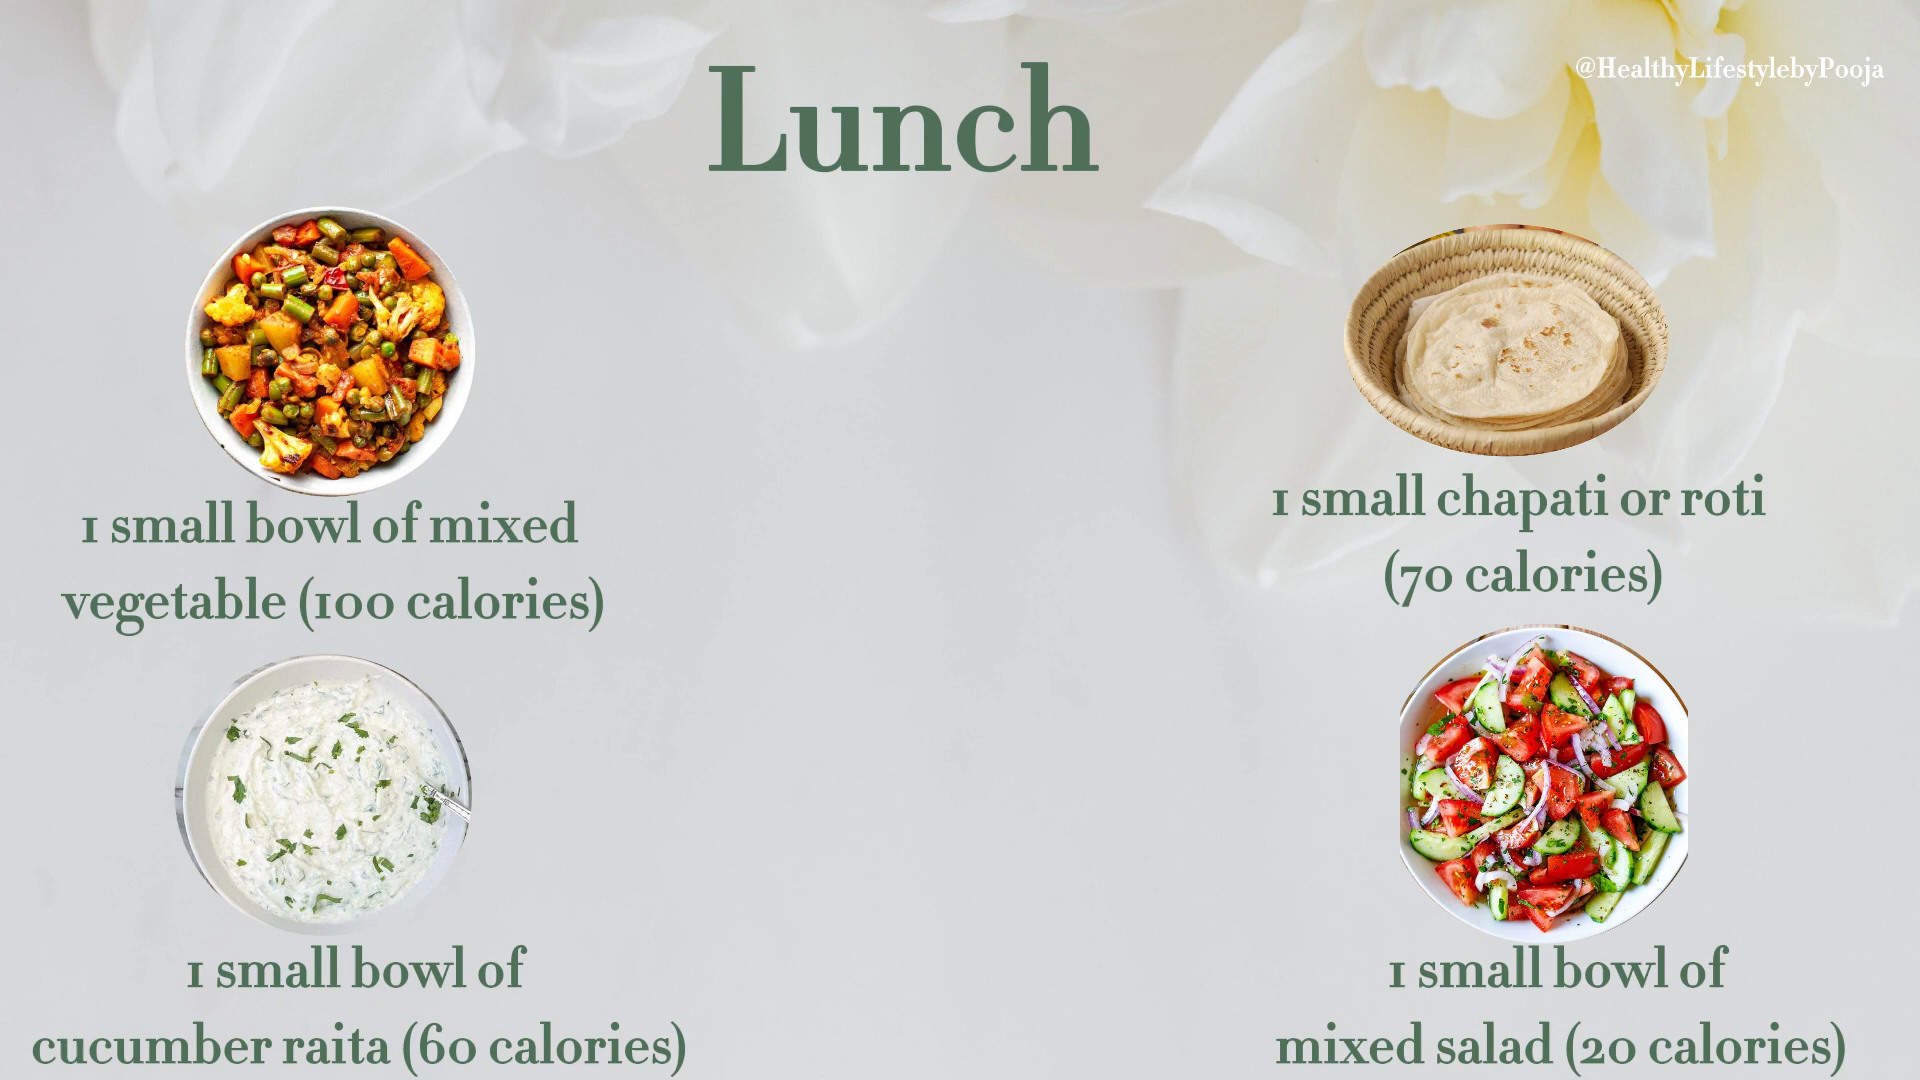 Lunch
@HealthyLifestylebyPooja
1 small bowl of mixed
vegetable (100 calories)
1 small chapati or roti
(70 calories)
1 small bowl of
cucumber raita (60 calories)
1 small bowl of
mixed salad (20 calories)